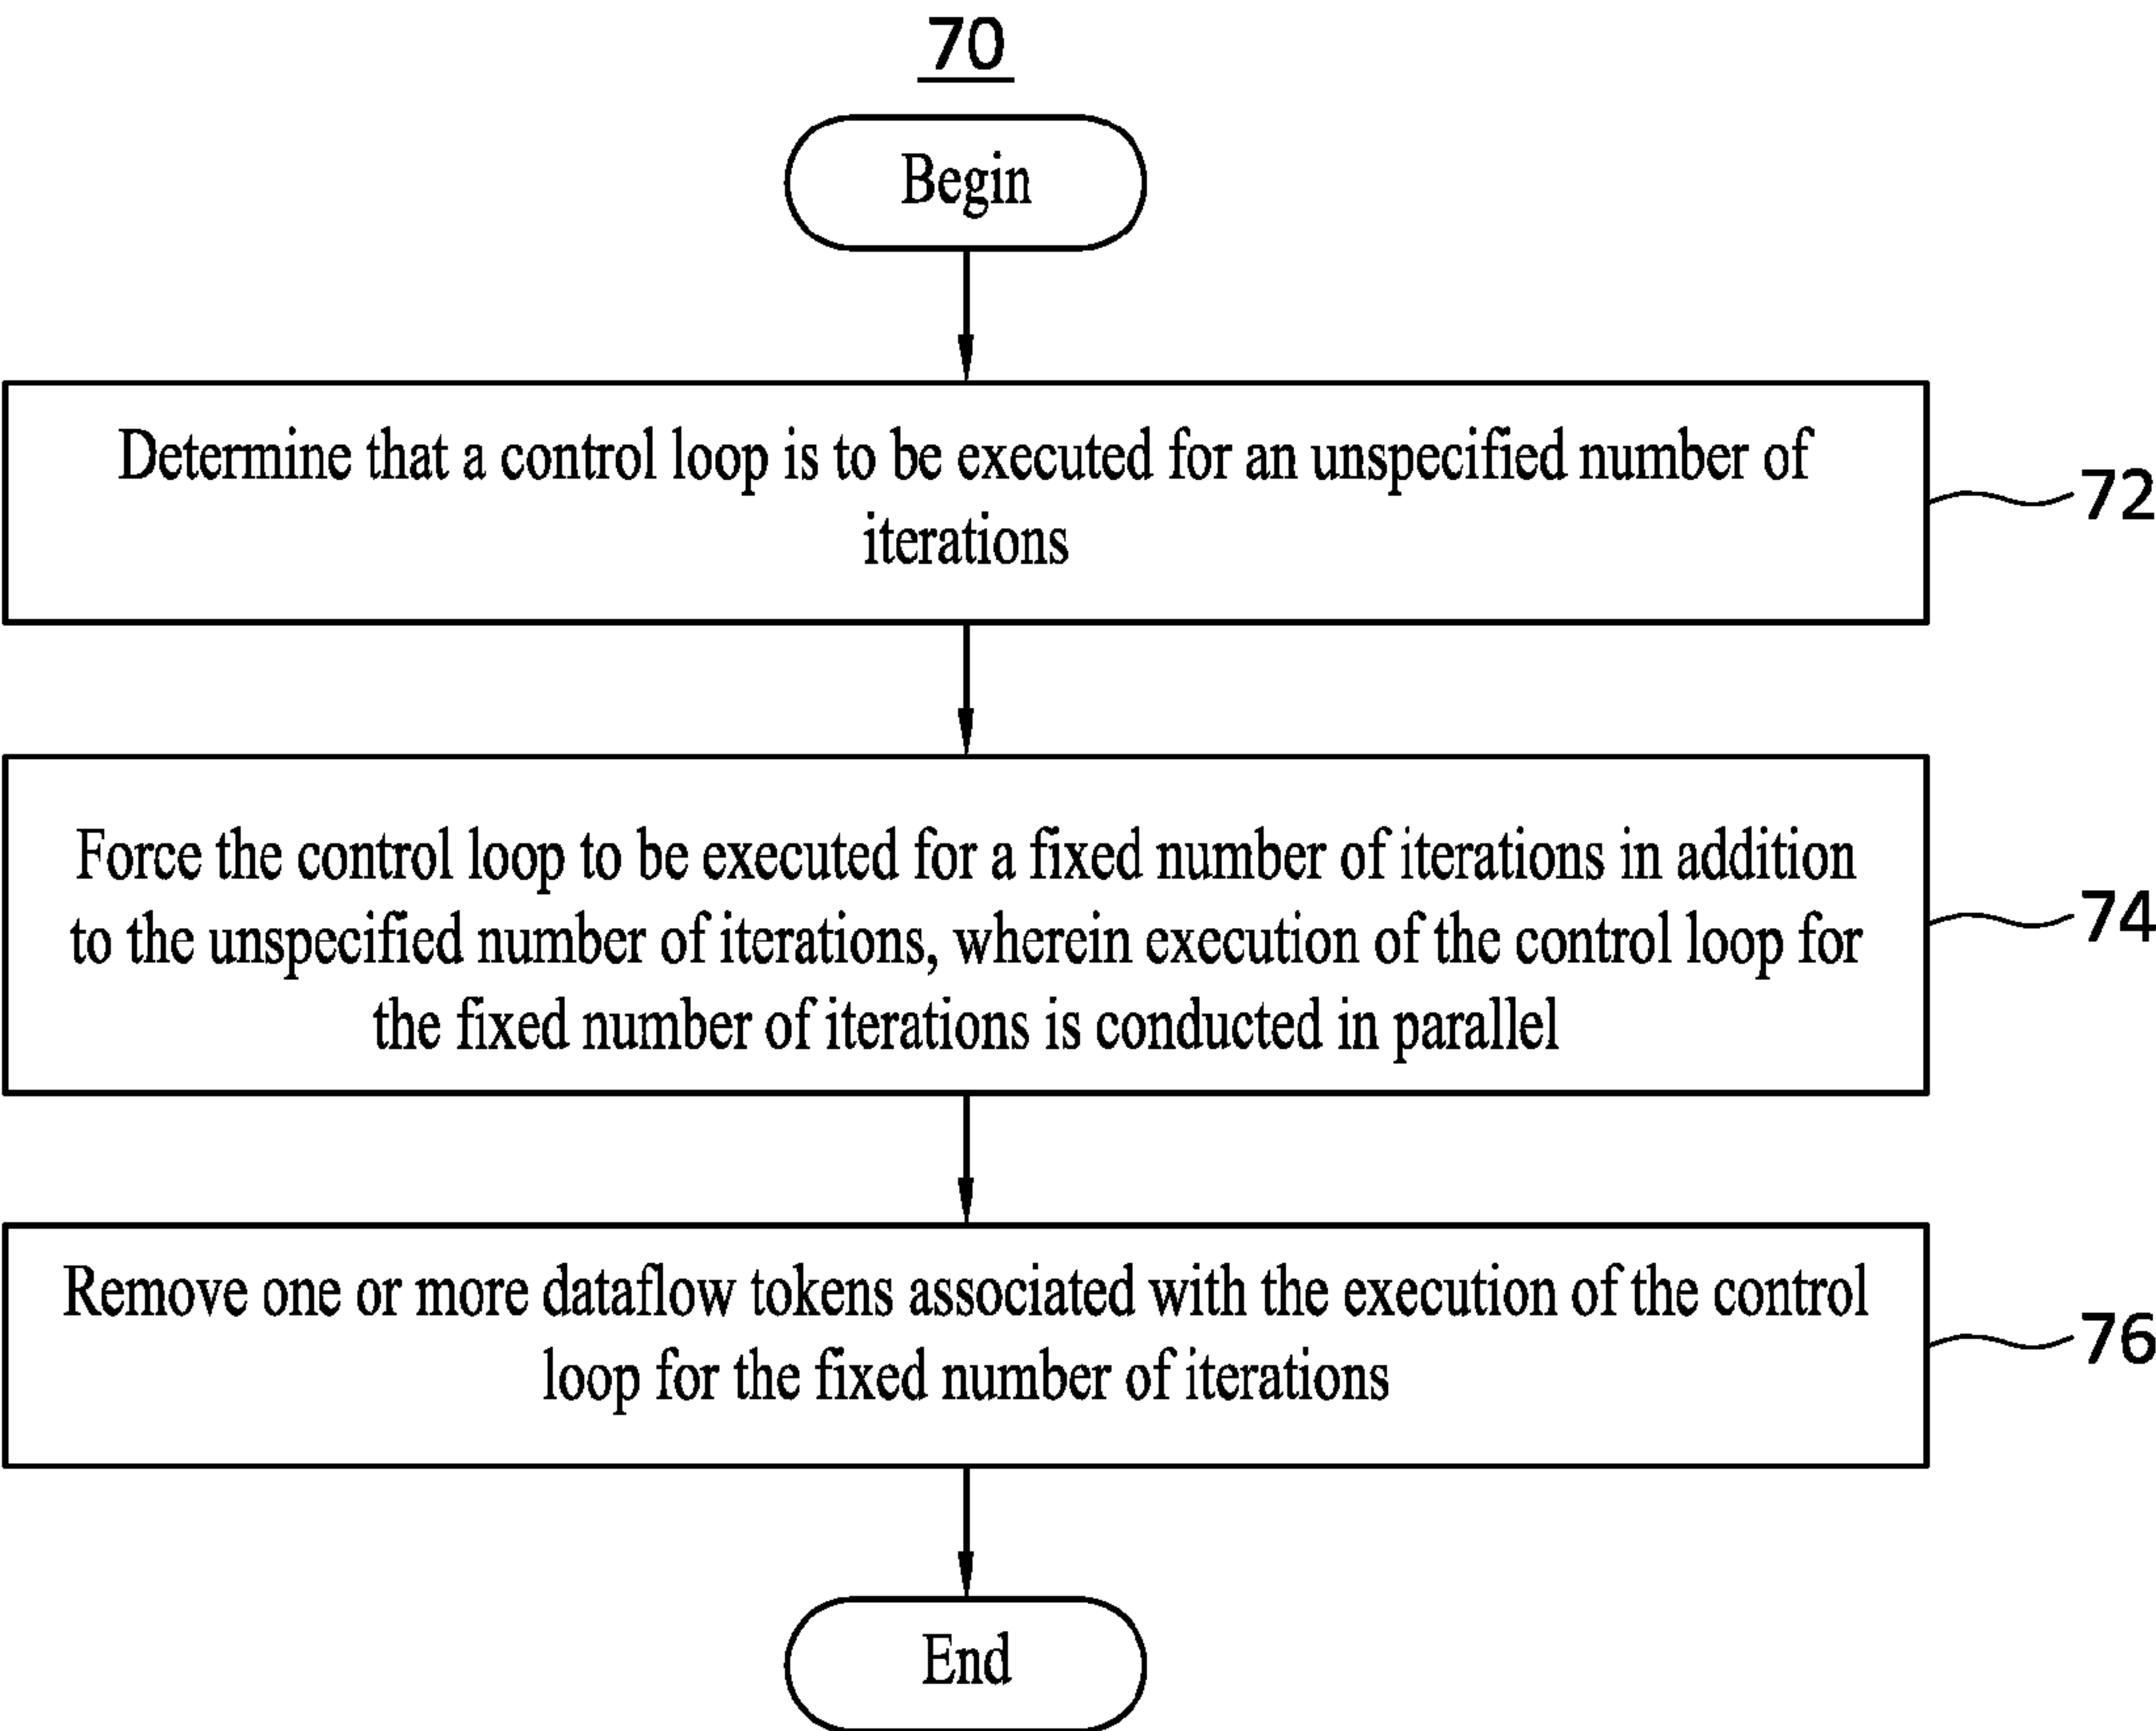 70
Begin
Determine that a control loop is to be executed for an unspecified number of
iterations
72
Force the control loop to be executed for a fixed number of iterations in addition
to the unspecified number of iterations, wherein execution of the control loop for
the fixed number of iterations is conducted in parallel
74
Remove one or more dataflow tokens associated with the execution of the control
loop for the fixed number of iterations
76
End